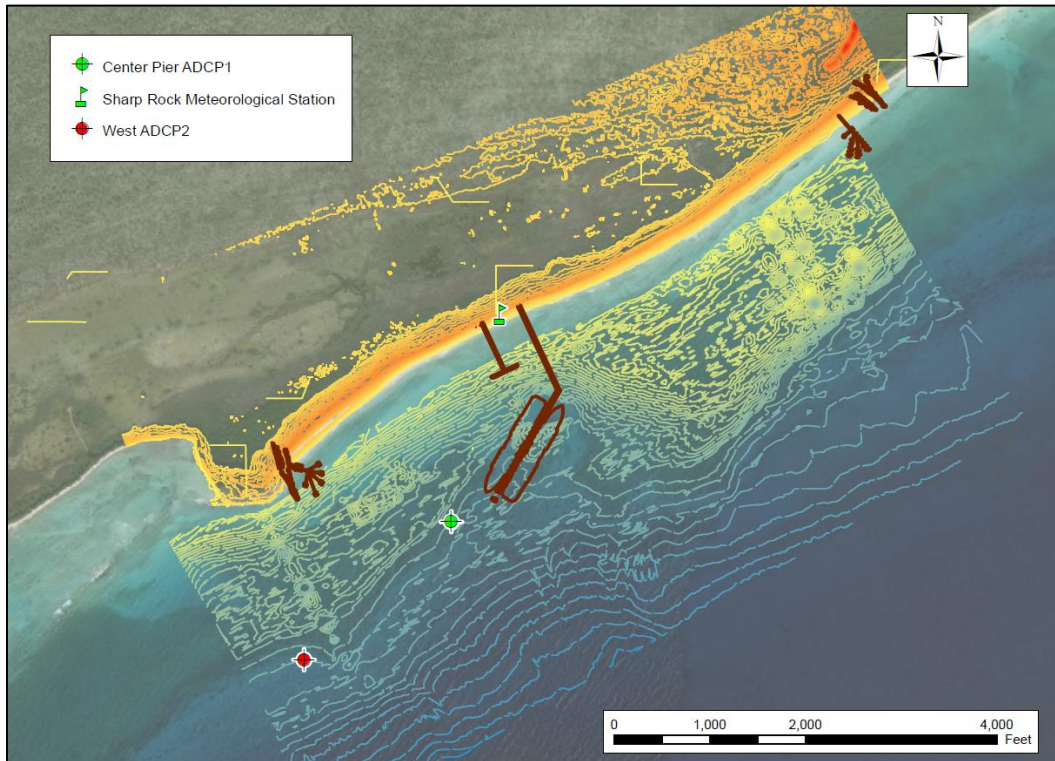 N
Center Pier ADCP1
Sharp Rock Meteorological Station
West ADCP2
0 1,000 2,000 4,000
Feet